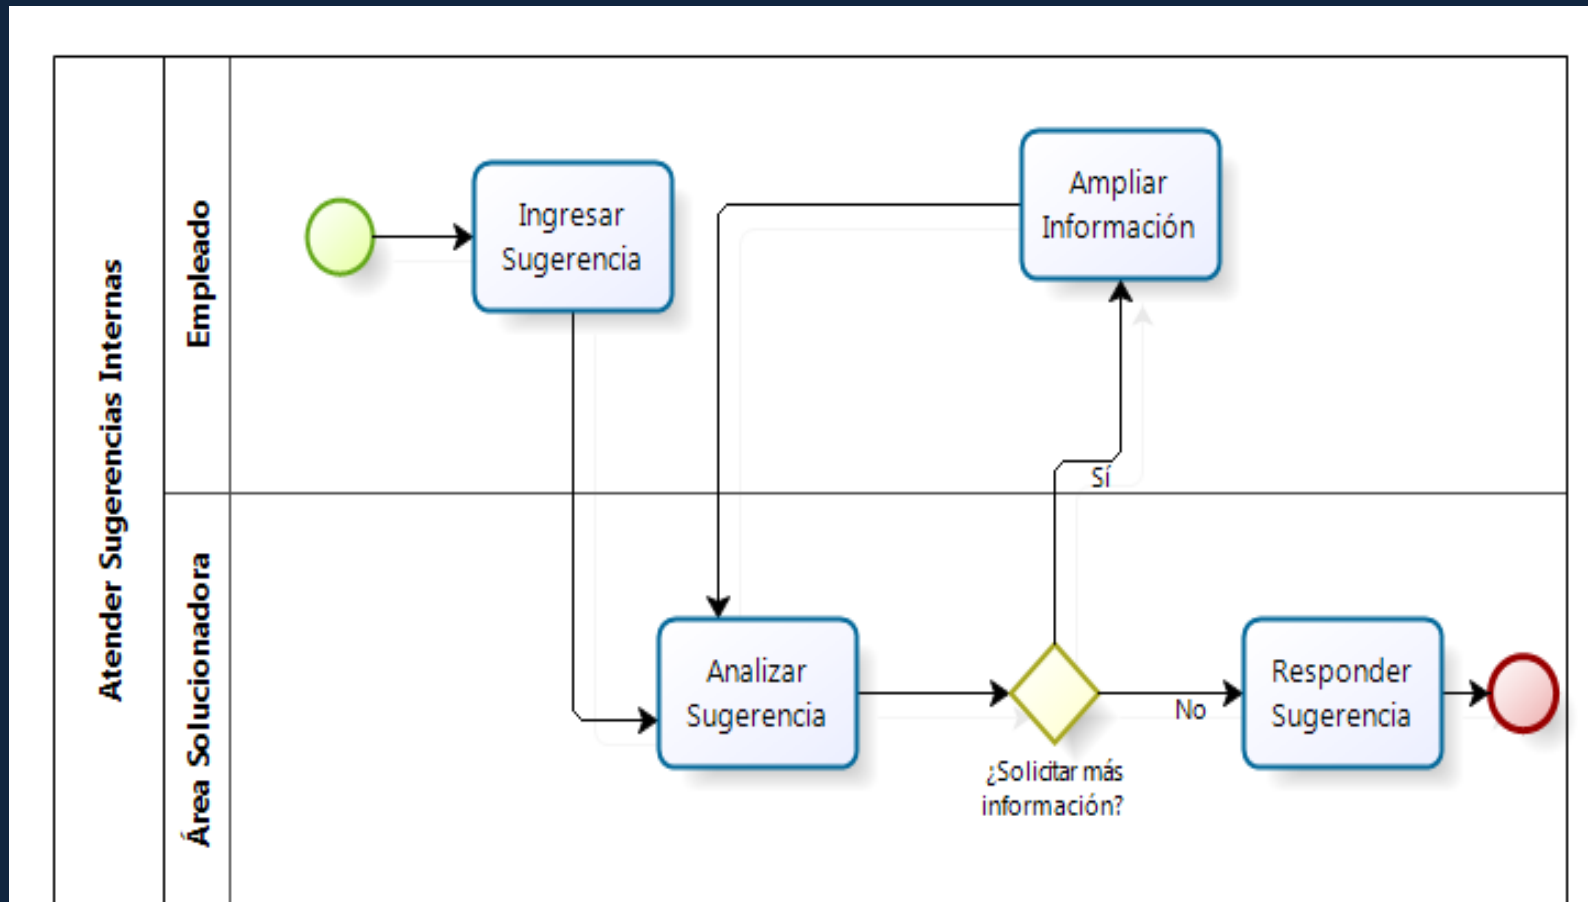 Atender Sugerencias Internas
Empleado
Ingresar
Sugerencia
Ampliar
Información
Sí
Área Solucionadora
Analizar
Sugerencia
¿Solicitar más
información?
No
Responder
Sugerencia